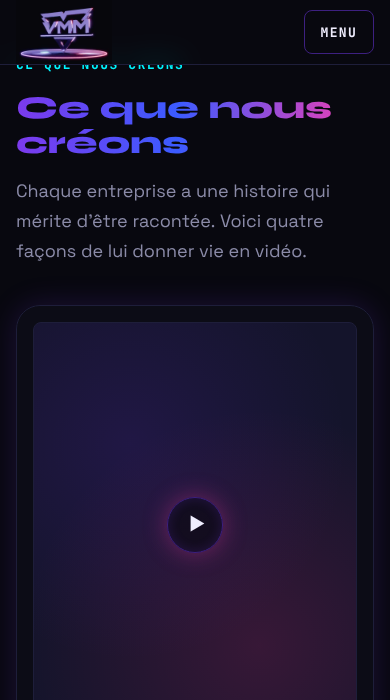 VMM
MENU
CE QUE NOUS CRÉONS
Ce que nous
créons
Chaque entreprise a une histoire qui
mérite d’être racontée. Voici quatre
façons de lui donner vie en vidéo.